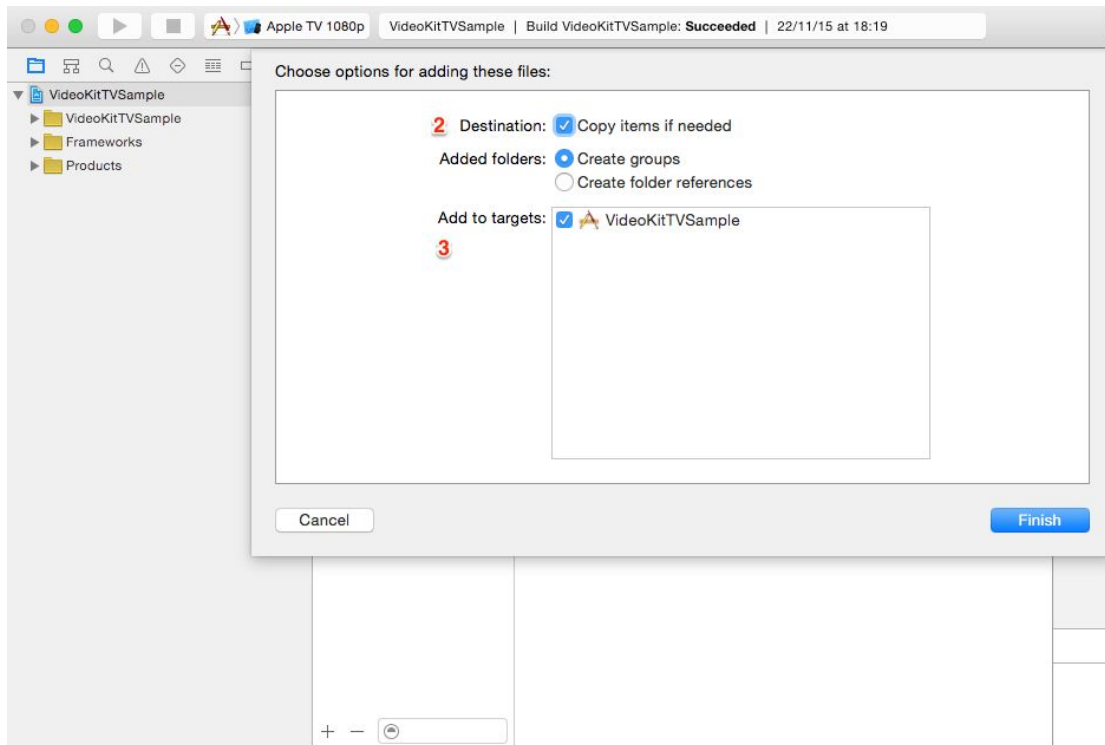 Apple TV 1080p VideoKitTVSample | Build VideoKitTVSample: Succeeded | 22/11/15 at 18:19
Choose options for adding these files:
VideoKitTVSample
VideoKitTVSample
Frameworks
Products
2 Destination: Copy items if needed
Added folders: Create groups
Create folder references
Add to targets: VideoKitTVSample
3
Cancel Finish